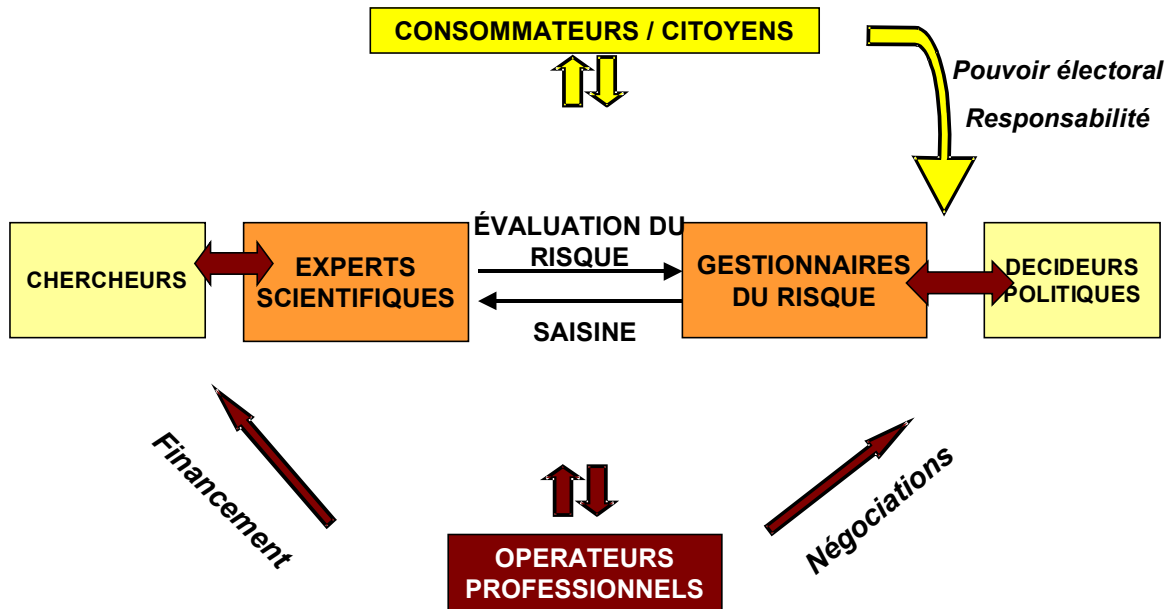 CONSOMMATEURS / CITOYENS
Pouvoir électoral
Responsabilité
CHERCHEURS
EXPERTS
SCIENTIFIQUES
ÉVALUATION DU
RISQUE
SAISINE
GESTIONNAIRES
DU RISQUE
DECIDEURS
POLITIQUES
Financement
Négociations
OPERATEURS
PROFESSIONNELS